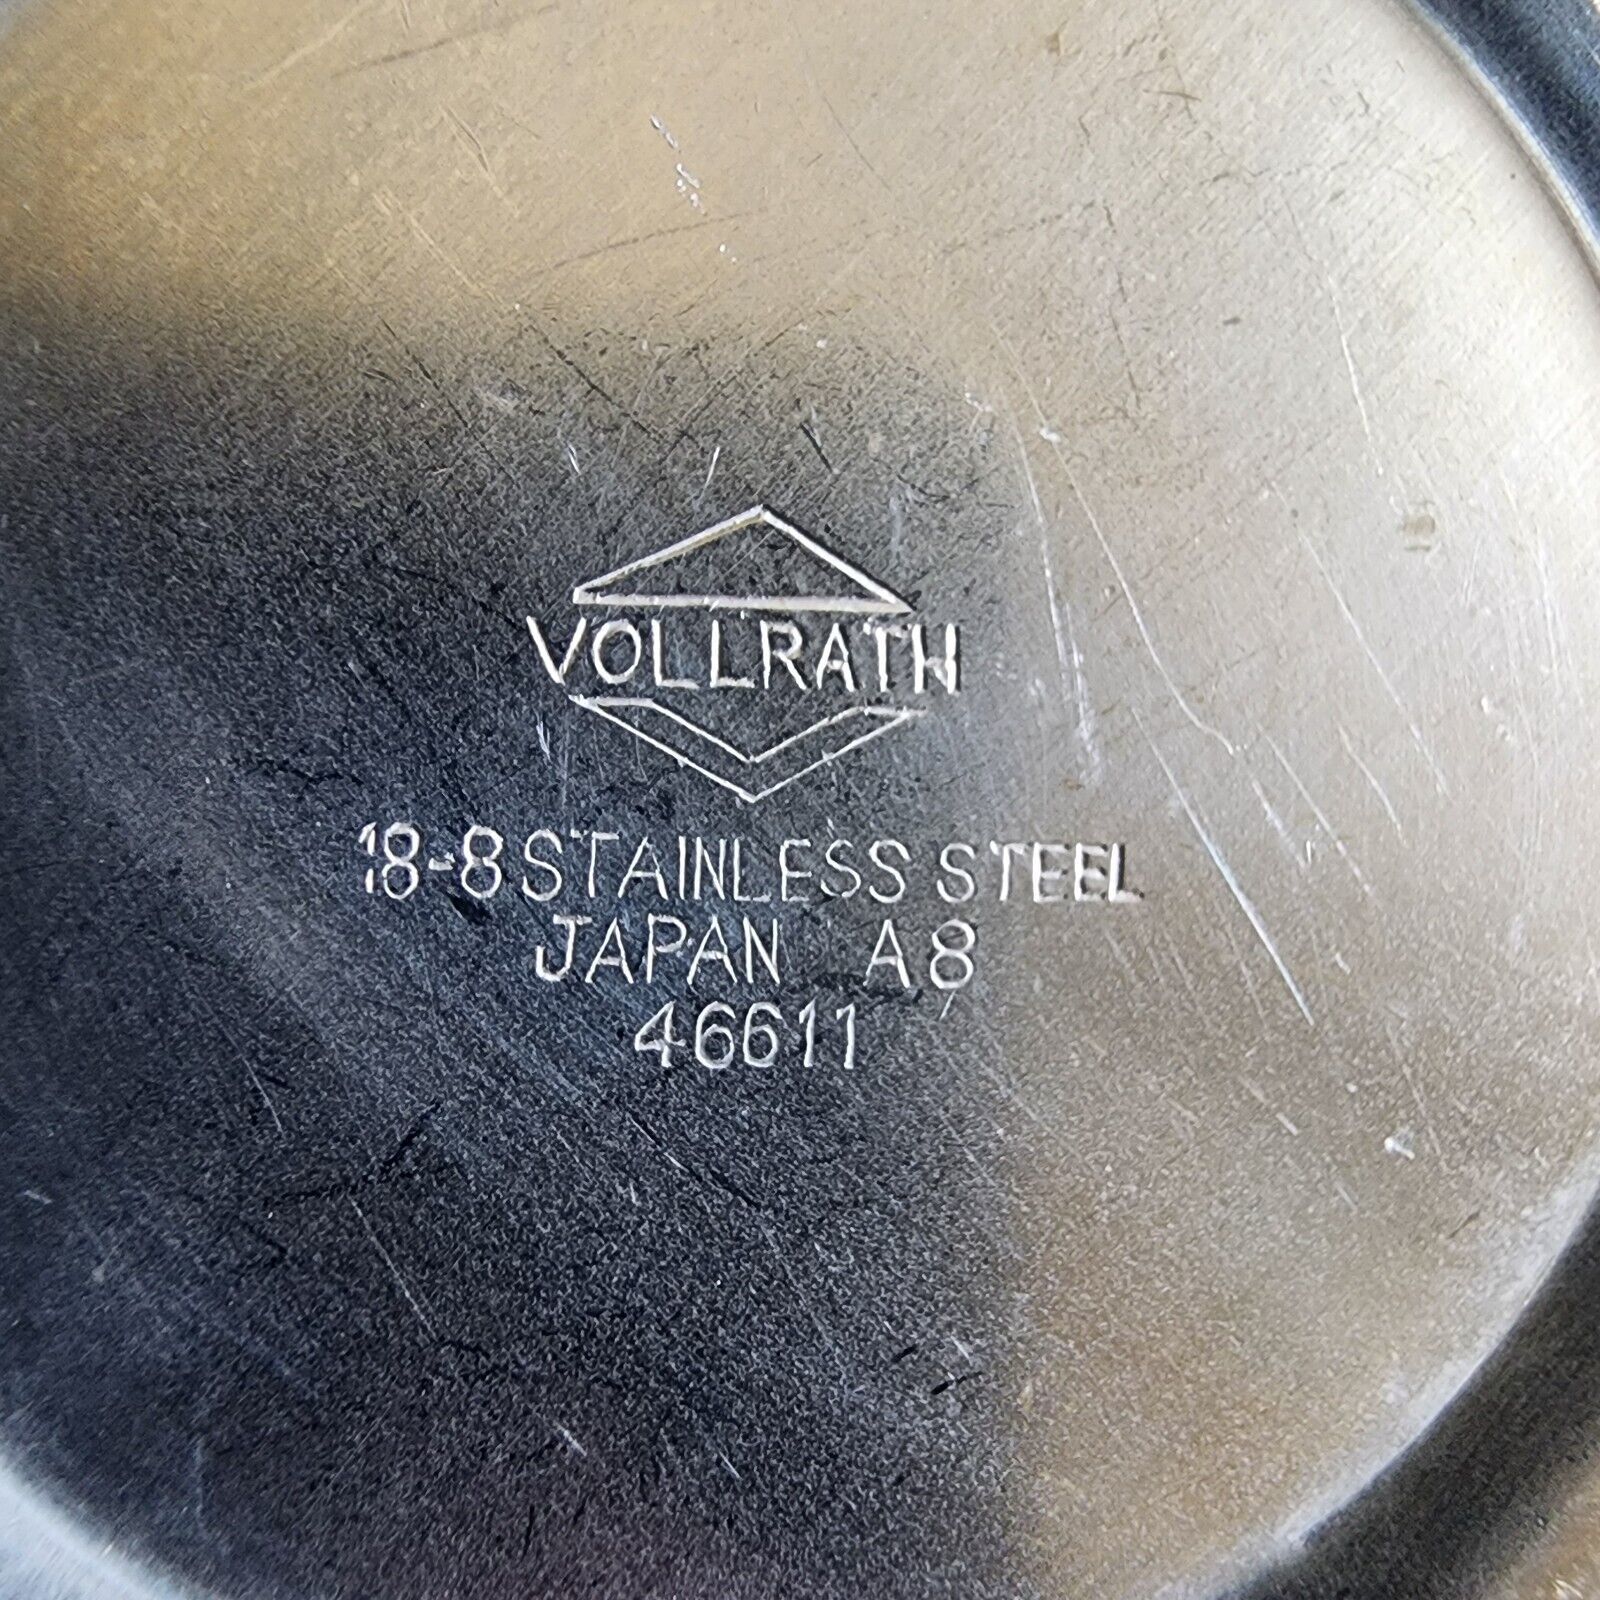 VOLLRATH
18-8 STAINLESS STEEL
JAPAN A8
46611